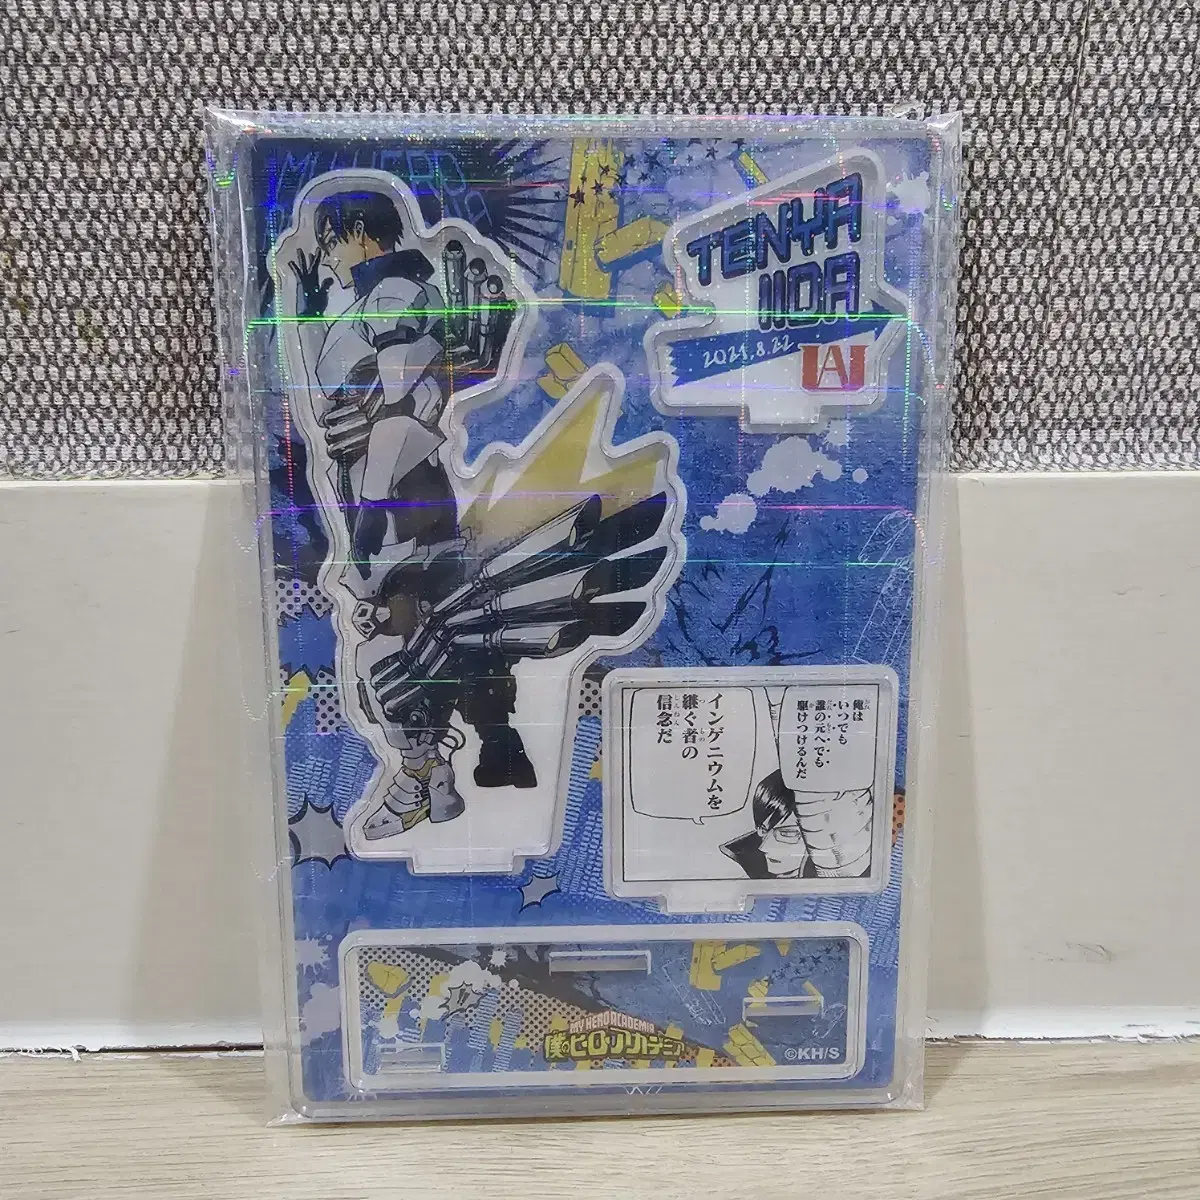 MY HERO
TENYA
IIDA
2021.8.22
UA
俺は
いつでも
誰の元へでも
駆けつけるんだ
インゲニウムを
継ぐ者の
信念だ
MY HERO ACADEMIA
僕のヒーローアカデミア
©KH/S